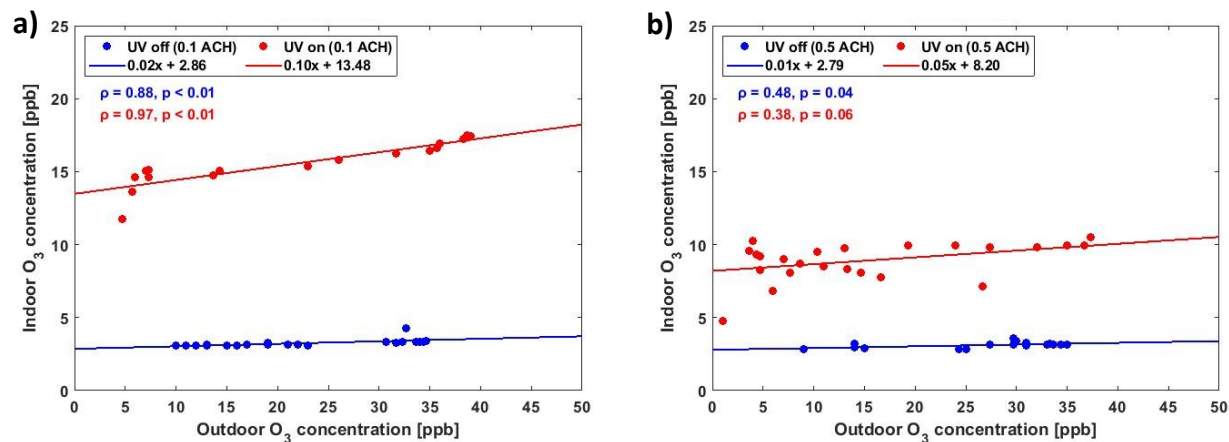 a)
UV off (0.1 ACH) UV on (0.1 ACH)
0.02x + 2.86 0.10x + 13.48
ρ = 0.88, p < 0.01
ρ = 0.97, p < 0.01
25
20
15
10
5
0
Indoor O3 concentration [ppb]
0 5 10 15 20 25 30 35 40 45 50
Outdoor O3 concentration [ppb]
b)
UV off (0.5 ACH) UV on (0.5 ACH)
0.01x + 2.79 0.05x + 8.20
ρ = 0.48, p = 0.04
ρ = 0.38, p = 0.06
25
20
15
10
5
0
Indoor O3 concentration [ppb]
0 5 10 15 20 25 30 35 40 45 50
Outdoor O3 concentration [ppb]